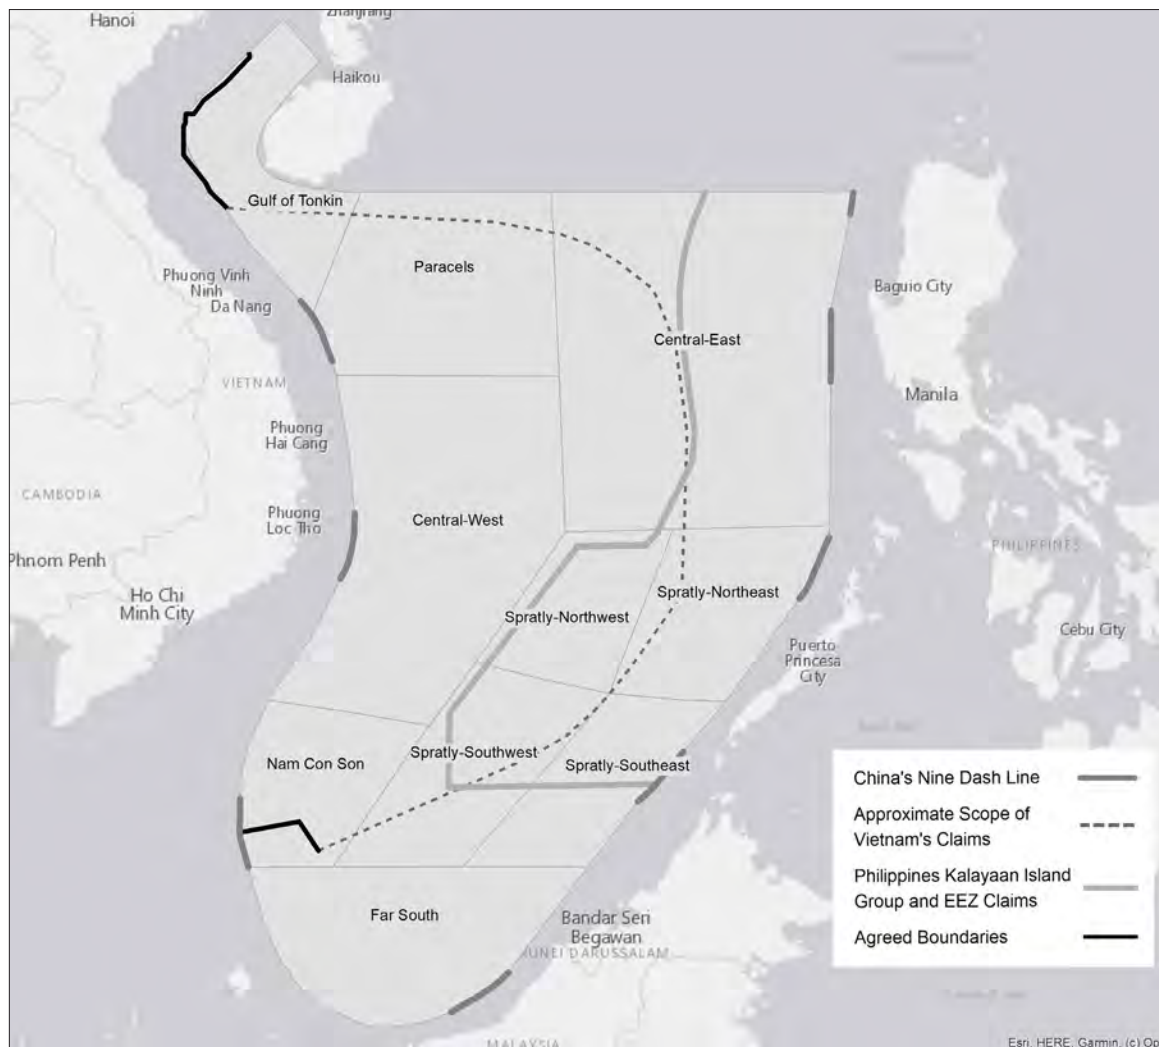 Hanoi
Zhanjiang
Haikou
Gulf of Tonkin
Phuong Vinh
Ninh
Da Nang
Paracels
Baguio City
Central-East
VIETNAM
Manila
Phuong
Hai Cang
CAMBODIA
Central-West
Phuong
Loc Tho
Phnom Penh
PHILIPPINES
Ho Chi
Minh City
Spratly-Northwest
Spratly-Northeast
Cebu City
Puerto
Princesa
City
Nam Con Son
Spratly-Southwest
Spratly-Southeast
China's Nine Dash Line
Approximate Scope of
Vietnam's Claims
Philippines Kalayaan Island
Group and EEZ Claims
Agreed Boundaries
Far South
Bandar Seri
Begawan
UNEI DARUSSALAM
MALAYSIA
Esri, HERE, Garmin, (c) Op